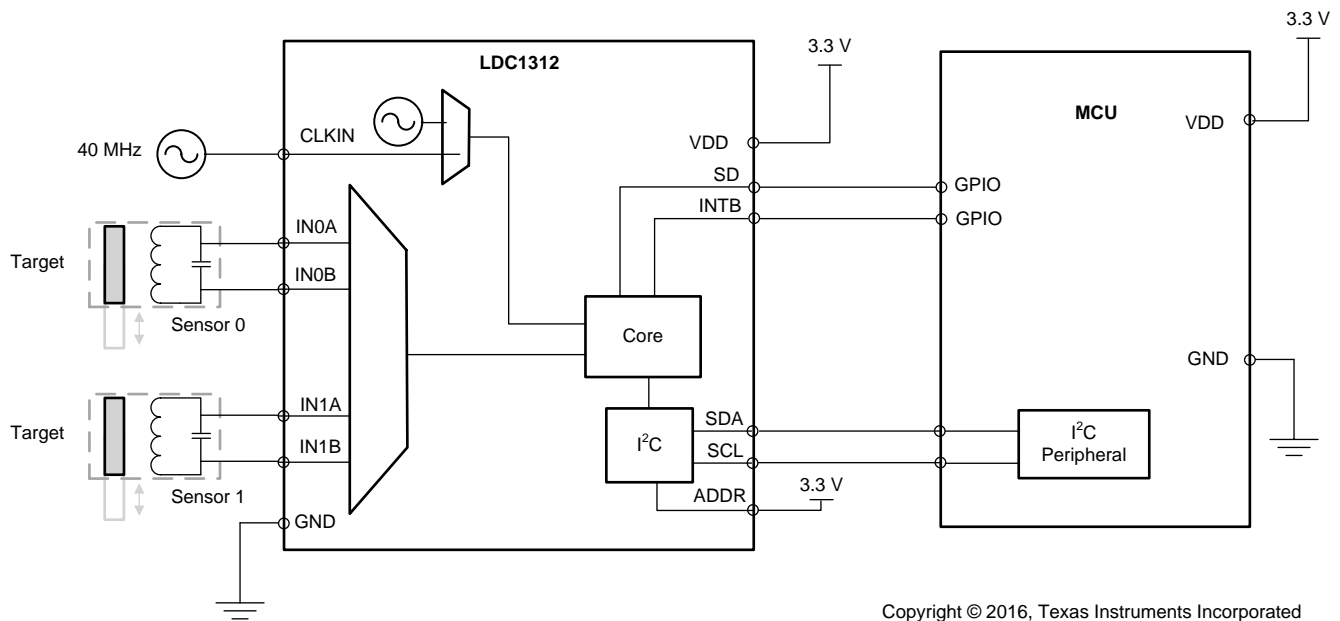 3.3 V
3.3 V
LDC1312
MCU
VDD
VDD
40 MHz
CLKIN
SD
GPIO
INTB
GPIO
IN0A
Target
IN0B
Sensor 0
Core
GND
IN1A
Target
IN1B
Sensor 1
I²C
SDA
SCL
I²C
Peripheral
ADDR
3.3 V
GND
Copyright © 2016, Texas Instruments Incorporated